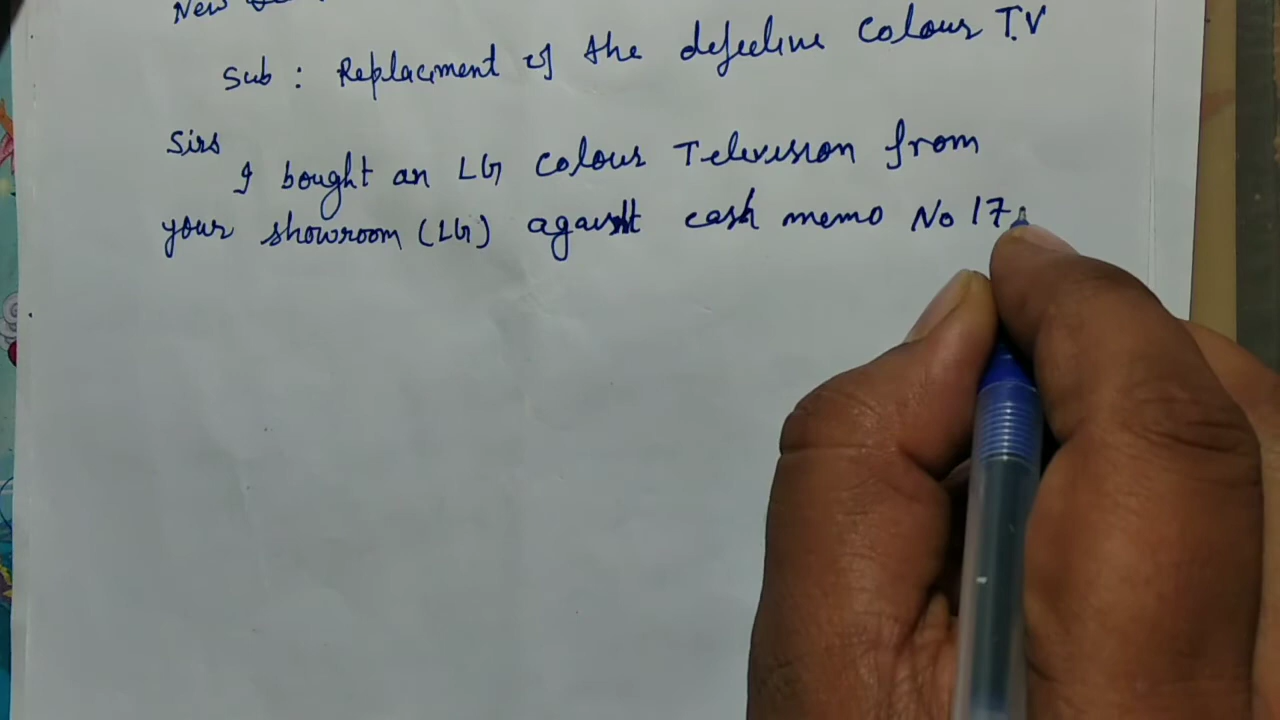 New
Sub : Replacment of the defective Colour T.V
Sirs
I bought an LG Colour Television from
your showroom (LG) against cash memo No 17